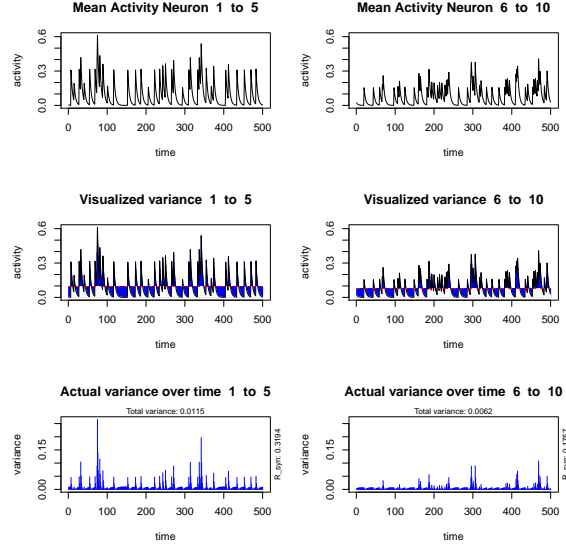 Mean Activity Neuron 1 to 5
activity
0.0 0.3 0.6
0 100 200 300 400 500
time
Mean Activity Neuron 6 to 10
activity
0.0 0.3 0.6
0 100 200 300 400 500
time
Visualized variance 1 to 5
activity
0.0 0.3 0.6
0 100 200 300 400 500
time
Visualized variance 6 to 10
activity
0.0 0.3 0.6
0 100 200 300 400 500
time
Actual variance over time 1 to 5
Total variance: 0.0115
variance
0.00 0.15
R_syn: 0.3194
0 100 200 300 400 500
time
Actual variance over time 6 to 10
Total variance: 0.0062
variance
0.00 0.15
R_syn:
0 100 200 300 400 500
time